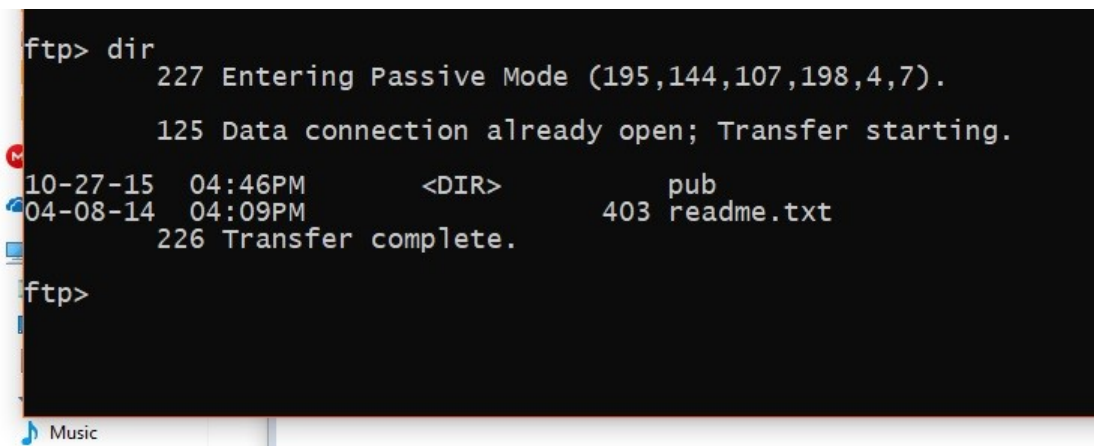 ftp> dir
227 Entering Passive Mode (195,144,107,198,4,7).
125 Data connection already open; Transfer starting.
10-27-15 04:46PM <DIR> pub
04-08-14 04:09PM 403 readme.txt
226 Transfer complete.
ftp>
Music